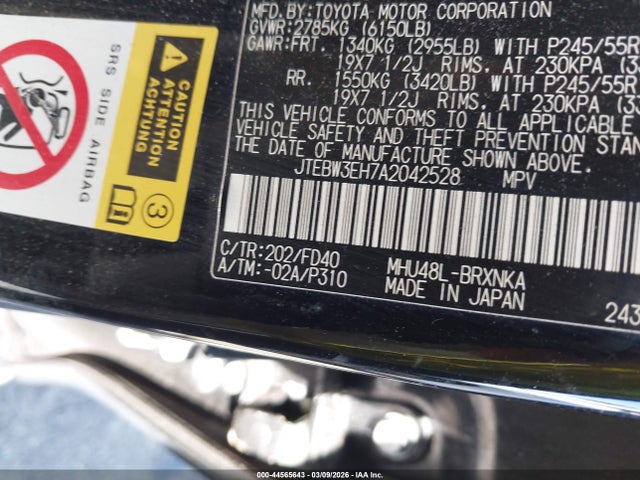 MFD.BY:TOYOTA MOTOR CORPORATION
GVWR:2785KG (6150LB)
GAWR:FRT. 1340KG (2955LB) WITH P245/55R
19X7 1/2J RIMS. AT 230KPA
RR. 1550KG (3420LB) WITH P245/55R
19X7 1/2J RIMS. AT 230KPA
THIS VEHICLE CONFORMS TO ALL APPLICABLE
VEHICLE SAFETY AND THEFT PREVENTION
THE DATE OF MANUFACTURE SHOWN
JTEBW3EH7A2042528 MPV
C/TR:202/FD40
A/TM:-02A/P310
MHU48L-BRXNKA
MADE IN JAPAN
243
SRS SIDE AIRBAG
CAUTION
ATTENTION
ACHTUNG
3
000-44565643 - 03/09/2026 - IAA Inc.